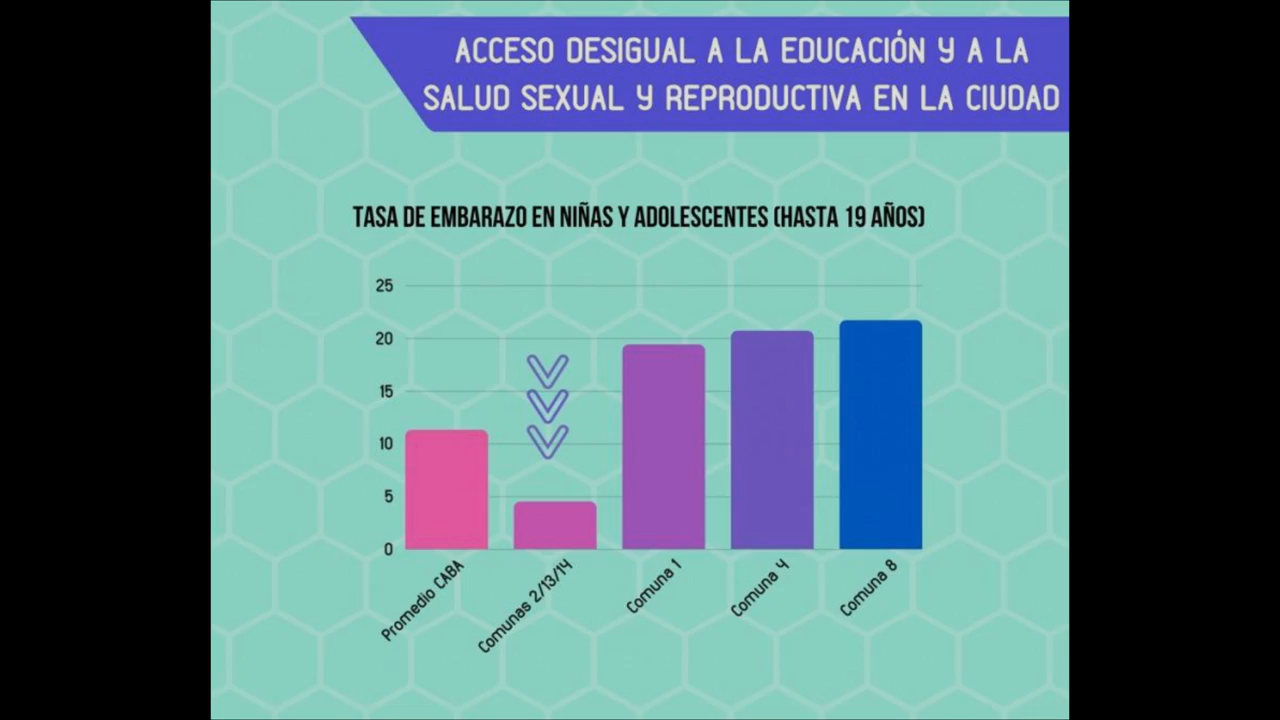 ACCESO DESIGUAL A LA EDUCACIÓN Y A LA
SALUD SEXUAL Y REPRODUCTIVA EN LA CIUDAD
TASA DE EMBARAZO EN NIÑAS Y ADOLESCENTES (HASTA 19 AÑOS)
25
20
15
10
5
0
Promedio CABA
Comunas 2/13/14
Comuna 1
Comuna 4
Comuna 8